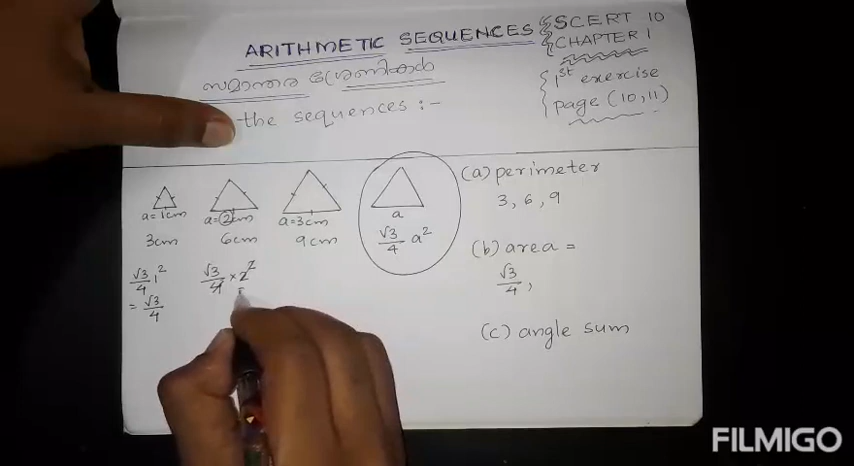 ARITHMETIC SEQUENCES
SCERT 10
CHAPTER 1
സമാന്തര ശ്രേണികൾ
1st exercise
page (10, 11)
the sequences :-
a=1cm
a=2cm
a=3cm
a
3cm
6cm
9cm
√3/4 a²
√3/4 1²
= √3/4
√3/4 × 2²
(a) perimeter
3, 6, 9
(b) area =
√3/4 ,
(c) angle sum
FILMIGO